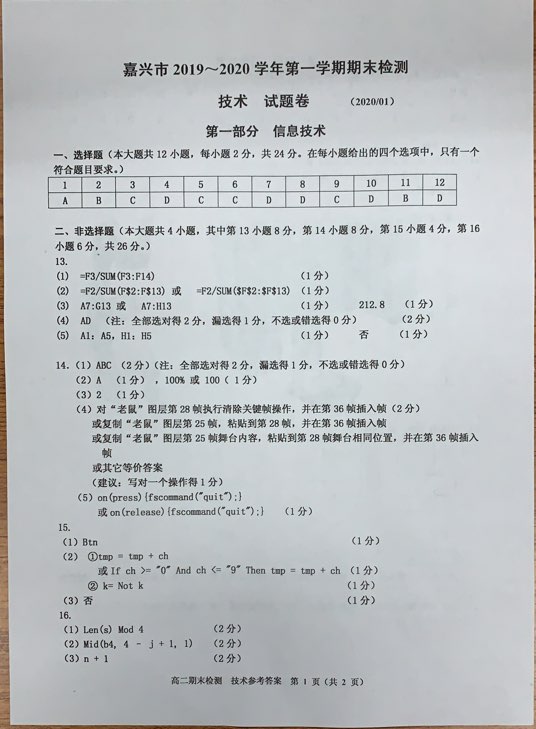 嘉兴市 2019～2020 学年第一学期期末检测
技术 试题卷 （2020/01）
第一部分 信息技术
一、选择题（本大题共 12 小题，每小题 2 分，共 24 分。在每小题给出的四个选项中，只有一个
符合题目要求。）
1 2 3 4 5 6 7 8 9 10 11 12
A B C D C C D D C D B D
二、非选择题（本大题共 4 小题，其中第 13 小题 8 分，第 14 小题 8 分，第 15 小题 4 分，第 16
小题 6 分，共 26 分。）
13.
(1) =F3/SUM(F3:F14) （1 分）
(2) =F2/SUM(F$2:F$13) 或 =F2/SUM($F$2:$F$13) （1 分）
(3) A7:G13 或 A7:H13 （1 分） 212.8 （1 分）
(4) AD （注：全部选对得 2 分，漏选得 1 分，不选或错选得 0 分） （2 分）
(5) A1：A5，H1：H5 （1 分） 否 （1 分）
14.（1）ABC （2 分）（注：全部选对得 2 分，漏选得 1 分，不选或错选得 0 分）
（2）A （1 分），100% 或 100（ 1 分）
（3）2 （1 分）
（4）对“老鼠”图层第 28 帧执行清除关键帧操作，并在第 36 帧插入帧（2 分）
或复制“老鼠”图层第 25 帧，粘贴到第 28 帧，并在第 36 帧插入帧
或复制“老鼠”图层第 25 帧舞台内容，粘贴到第 28 帧舞台相同位置，并在第 36 帧插入
帧
或其它等价答案
（建议：写对一个操作得 1 分）
（5）on(press){fscommand("quit");}
或 on(release){fscommand("quit");} （1 分）
15.
（1）Btn （1 分）
（2） ①tmp = tmp + ch
或 If ch >= "0" And ch <= "9" Then tmp = tmp + ch （1 分）
② k= Not k （1 分）
（3）否 （1 分）
16.
（1）Len(s) Mod 4 （2 分）
（2）Mid(b4, 4 - j + 1, 1) （2 分）
（3）n + 1 （2 分）
高二期末检测 技术参考答案 第 1 页（共 2 页）